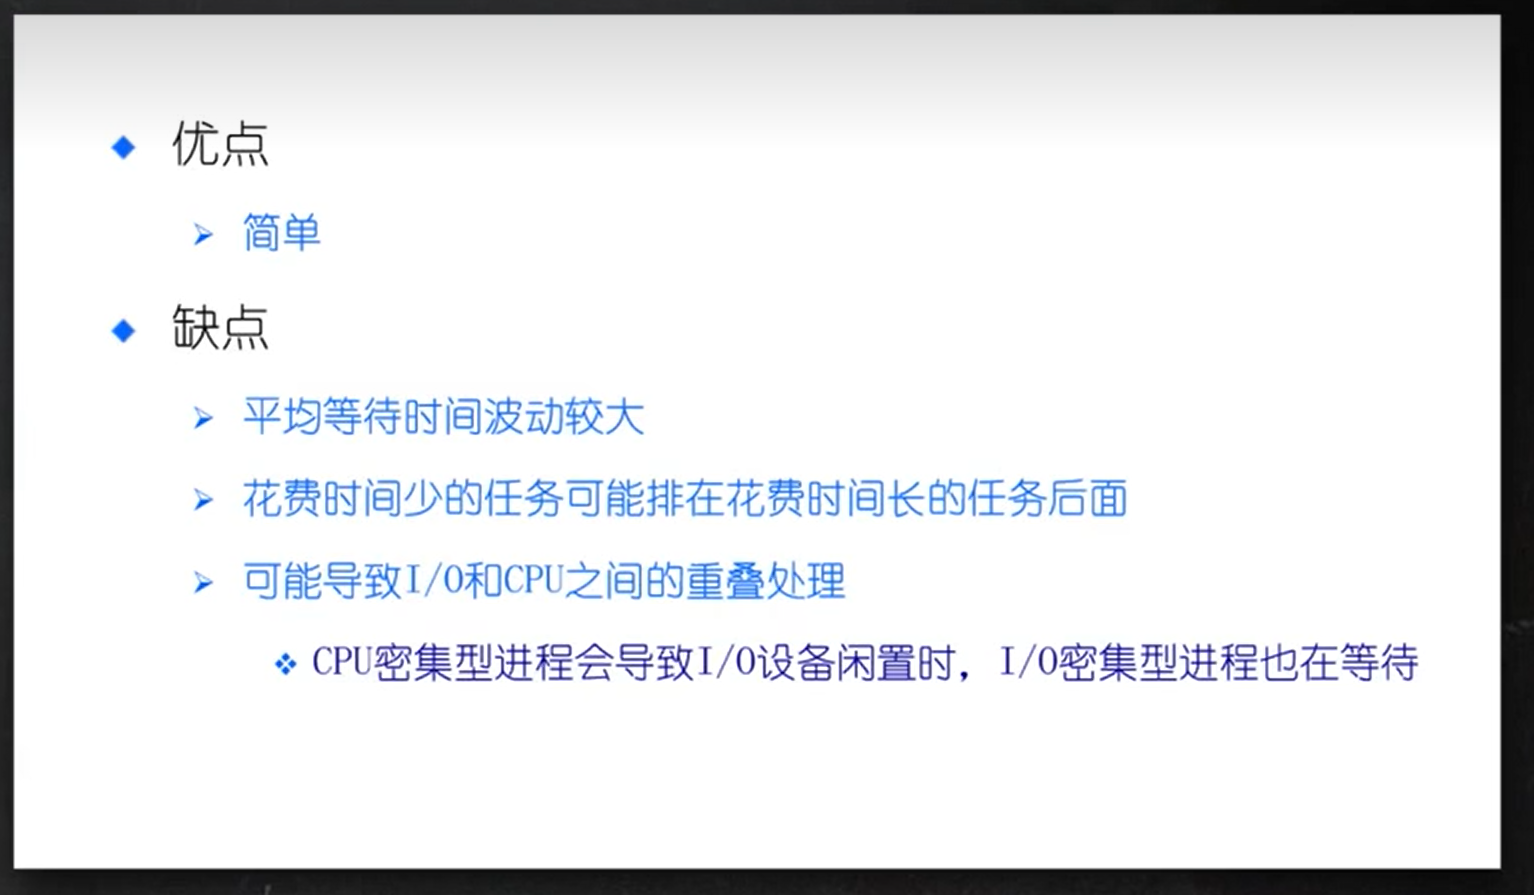 优点
简单
缺点
平均等待时间波动较大
花费时间少的任务可能排在花费时间长的任务后面
可能导致I/O和CPU之间的重叠处理
CPU密集型进程会导致I/O设备闲置时，I/O密集型进程也在等待